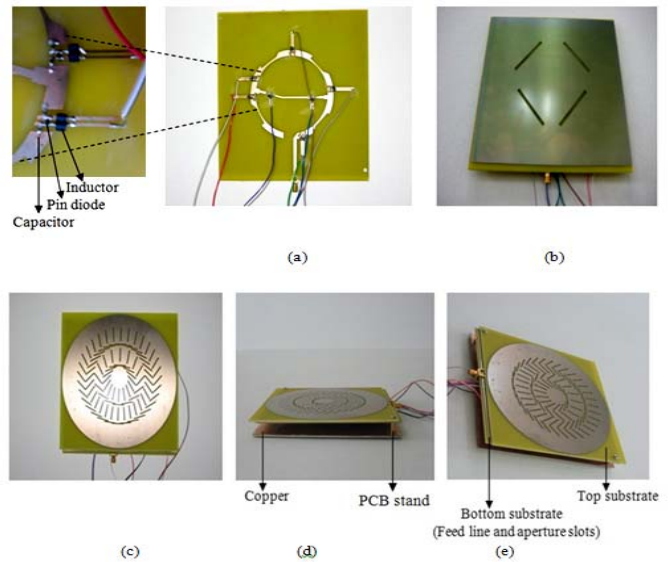 Inductor
Pin diode
Capacitor
(a)
(b)
Copper
PCB stand
Bottom substrate
(Feed line and aperture slots)
Top substrate
(c)
(d)
(e)